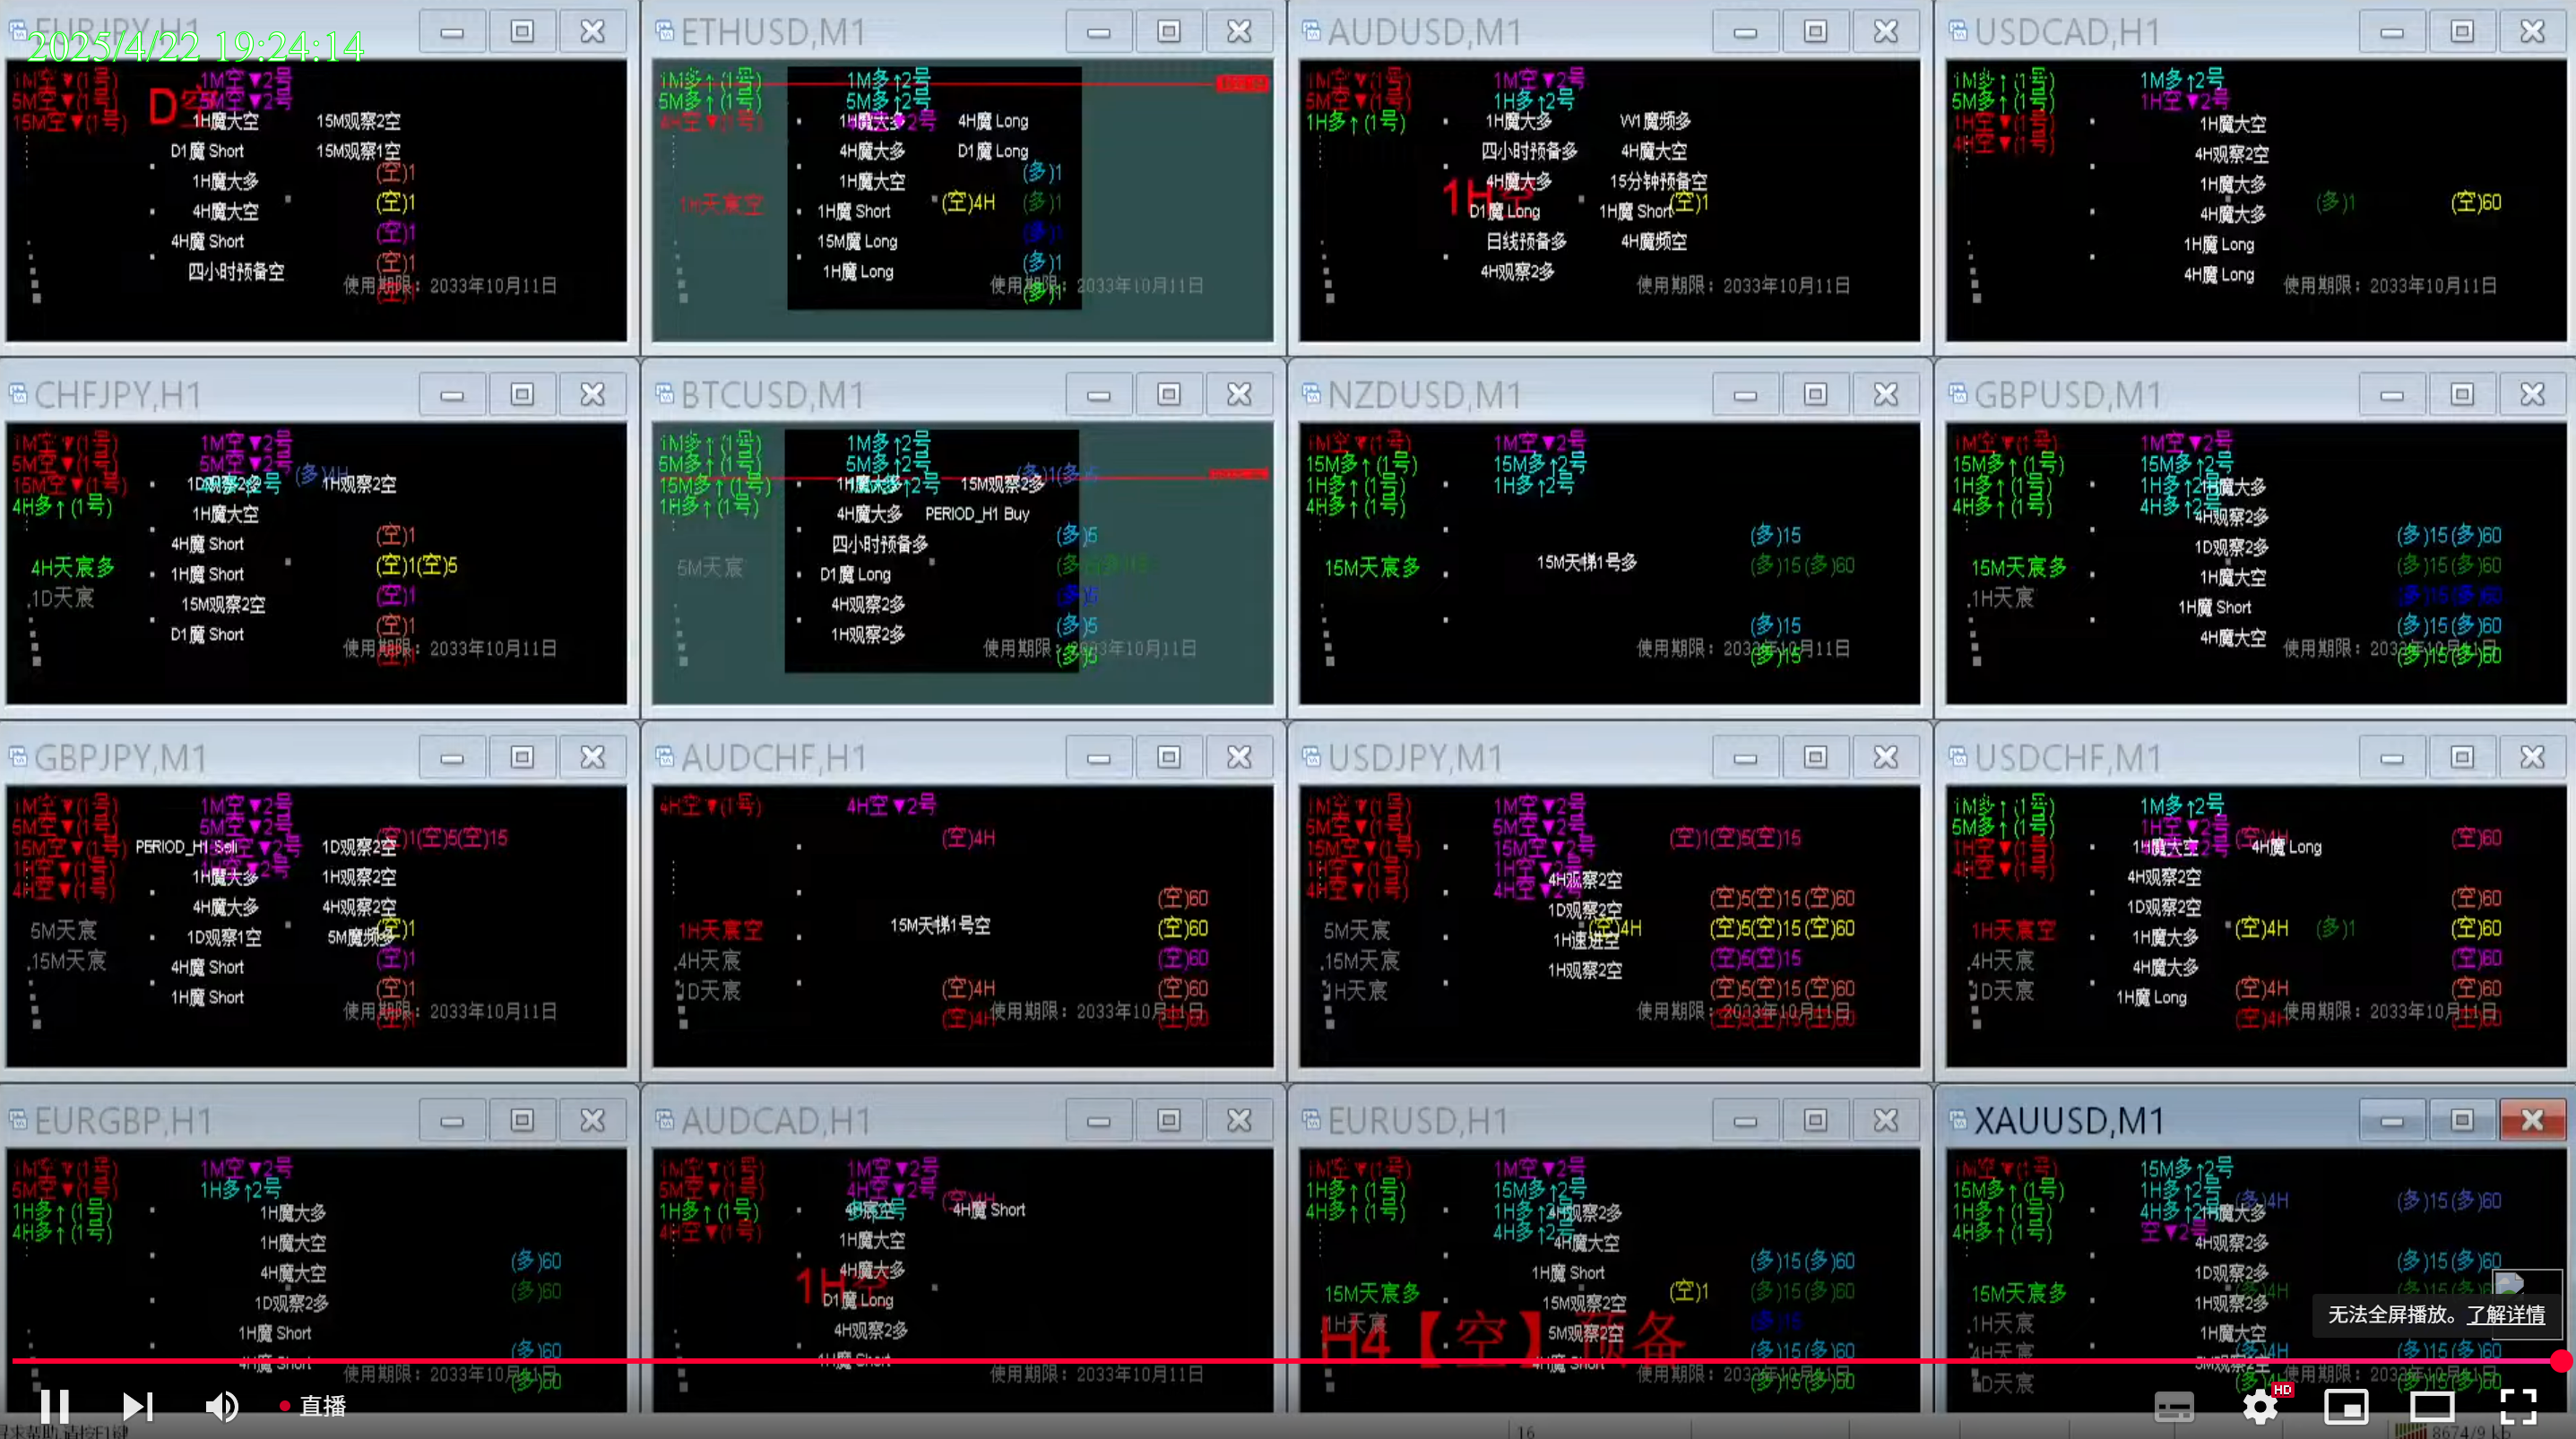 EURJPY,H1
2025/4/22 19:24:14
1M空▼(1号)
1M空▼2号
5M空▼(1号)
5M空▼2号
15M空▼(1号)
1H魔大空
15M观察2空
D1魔 Short
15M观察1空
(空)1
1H魔大多
4H魔大空
(空)1
4H魔 Short
(空)1
四小时预备空
(空)1
使用期限：2033年10月11日
ETHUSD,M1
1M多↑(1号)
1M多↑2号
5M多↑(1号)
5M多↑2号
4H空▼(1号)
1H魔大多
4H魔 Long
4H魔大多
D1魔 Long
1H魔大空
(多)1
1H天宸空
1H魔 Short
(空)4H
(多)1
15M魔 Long
(多)1
1H魔 Long
(多)1
使用期限：2033年10月11日
(多)1
AUDUSD,M1
1M空▼(1号)
1M空▼2号
5M空▼(1号)
1H多↑2号
1H多↑(1号)
1H魔大多
四小时预备多
4H魔大空
4H魔大多
15分钟预备空
1H空
D1魔 Long
1H魔 Short
(空)1
日线预备多
4H魔频空
4H观察2多
使用期限：2033年10月11日
USDCAD,H1
1M多↑(1号)
1M多↑2号
5M多↑(1号)
1H空▼2号
1H空▼(1号)
4H空▼(1号)
1H魔大空
4H观察2空
1H魔大多
4H魔大多
(多)1
(空)60
1H魔 Long
4H魔 Long
使用期限：2033年10月11日
CHFJPY,H1
1M空▼(1号)
1M空▼2号
5M空▼(1号)
5M空▼2号
(多)4H
15M空▼(1号)
1H观察2空
4H多↑(1号)
1H魔大空
4H魔 Short
(空)1
4H天宸多
1H魔 Short
(空)1(空)5
1D天宸
15M观察2空
(空)1
D1魔 Short
(空)1
使用期限：2033年10月11日
BTCUSD,M1
1M多↑(1号)
1M多↑2号
5M多↑(1号)
5M多↑2号
15M多↑(1号)
1H魔大多
15M观察2多
1H多↑(1号)
4H魔大多
PERIOD_H1 Buy
四小时预备多
(多)5
5M天宸
D1魔 Long
4H观察2多
(多)5
1H观察2多
(多)5
使用期限：2033年10月11日
(多)5
NZDUSD,M1
1M空▼(1号)
1M空▼2号
15M多↑(1号)
15M多↑2号
1H多↑(1号)
1H多↑2号
4H多↑(1号)
(多)15
15M天宸多
15M天梯1号多
(多)15(多)60
(多)15
使用期限：2033年10月11日
(多)15
GBPUSD,M1
1M空▼(1号)
1M空▼2号
15M多↑(1号)
15M多↑2号
1H多↑(1号)
1H多↑2号
1H魔大多
4H多↑(1号)
4H多↑2号
4H观察2多
1D观察2多
(多)15(多)60
15M天宸多
1H魔大空
(多)15(多)60
1H天宸
1H魔 Short
(多)15(多)60
4H魔大空
(多)15(多)60
使用期限：2033年10月11日
(多)15(多)60
GBPJPY,M1
1M空▼(1号)
1M空▼2号
5M空▼(1号)
5M空▼2号
(空)1(空)5(空)15
15M空▼(1号)
PERIOD_H1 Sell
1D观察2空
1H空▼(1号)
1H魔大多
1H观察2空
4H空▼(1号)
4H魔大多
4H观察2空
5M天宸
1D观察1空
5M魔频多
(空)1
15M天宸
4H魔 Short
(空)1
1H魔 Short
(空)1
使用期限：2033年10月11日
AUDCHF,H1
4H空▼(1号)
4H空▼2号
(空)4H
(空)60
1H天宸空
15M天梯1号空
(空)60
4H天宸
(空)60
1D天宸
(空)4H
(空)60
(空)4H
使用期限：2033年10月11日
(空)60
USDJPY,M1
1M空▼(1号)
1M空▼2号
5M空▼(1号)
5M空▼2号
(空)1(空)5(空)15
15M空▼(1号)
15M空▼2号
1H空▼(1号)
1H空▼2号
4H空▼(1号)
4H空▼2号
4H观察2空
1D观察2空
(空)5(空)15(空)60
5M天宸
1H速进空
(空)4H
(空)5(空)15(空)60
15M天宸
1H观察2空
(空)5(空)15
1H天宸
(空)5(空)15(空)60
使用期限：2033年10月11日
(空)5(空)15(空)60
USDCHF,M1
1M多↑(1号)
1M多↑2号
5M多↑(1号)
1H空▼2号
(空)4H
(空)60
1H空▼(1号)
1H魔大空
4H魔 Long
4H空▼(1号)
4H观察2空
1D观察2空
(空)60
1H天宸空
1H魔大多
(空)4H
(多)1
(空)60
4H天宸
4H魔大多
(空)60
1D天宸
1H魔 Long
(空)4H
(空)60
(空)4H
使用期限：2033年10月11日
(空)60
EURGBP,H1
1M空▼(1号)
1M空▼2号
5M空▼(1号)
1H多↑2号
1H多↑(1号)
1H魔大多
4H多↑(1号)
1H魔大空
4H魔大空
(多)60
1D观察2多
(多)60
1H魔 Short
4H魔 Short
(多)60
使用期限：2033年10月11日
(多)60
AUDCAD,H1
1M空▼(1号)
1M空▼2号
5M空▼(1号)
4H空▼2号
(空)4H
1H多↑(1号)
4H魔 Short
4H空▼(1号)
1H魔大空
4H魔大多
1H空
D1魔 Long
4H观察2多
1H魔 Short
使用期限：2033年10月11日
EURUSD,H1
1M空▼(1号)
1M空▼2号
1H多↑(1号)
15M多↑2号
4H多↑(1号)
1H多↑2号
4H观察2多
4H多↑2号
4H魔大空
(多)15(多)60
1H魔 Short
15M天宸多
15M观察2空
(空)1
(多)15(多)60
1H天宸
5M观察2空
(多)15
H4【空】预备
4H魔 Short
(多)15(多)60
使用期限：2033年10月11日
(多)15(多)60
XAUUSD,M1
1M空▼(1号)
15M多↑2号
15M多↑(1号)
1H多↑2号
(多)4H
(多)15(多)60
1H多↑(1号)
4H多↑2号
1H魔大多
4H多↑(1号)
空▼2号
4H观察2多
1D观察2多
(多)15(多)60
15M天宸多
1H观察2多
(多)4H
1H天宸
1H魔大空
4H天宸
5M观察2空
(多)4H
(多)15(多)60
1D天宸
使用期限：2033年10月11日
无法全屏播放。了解详情
直播
HD
16